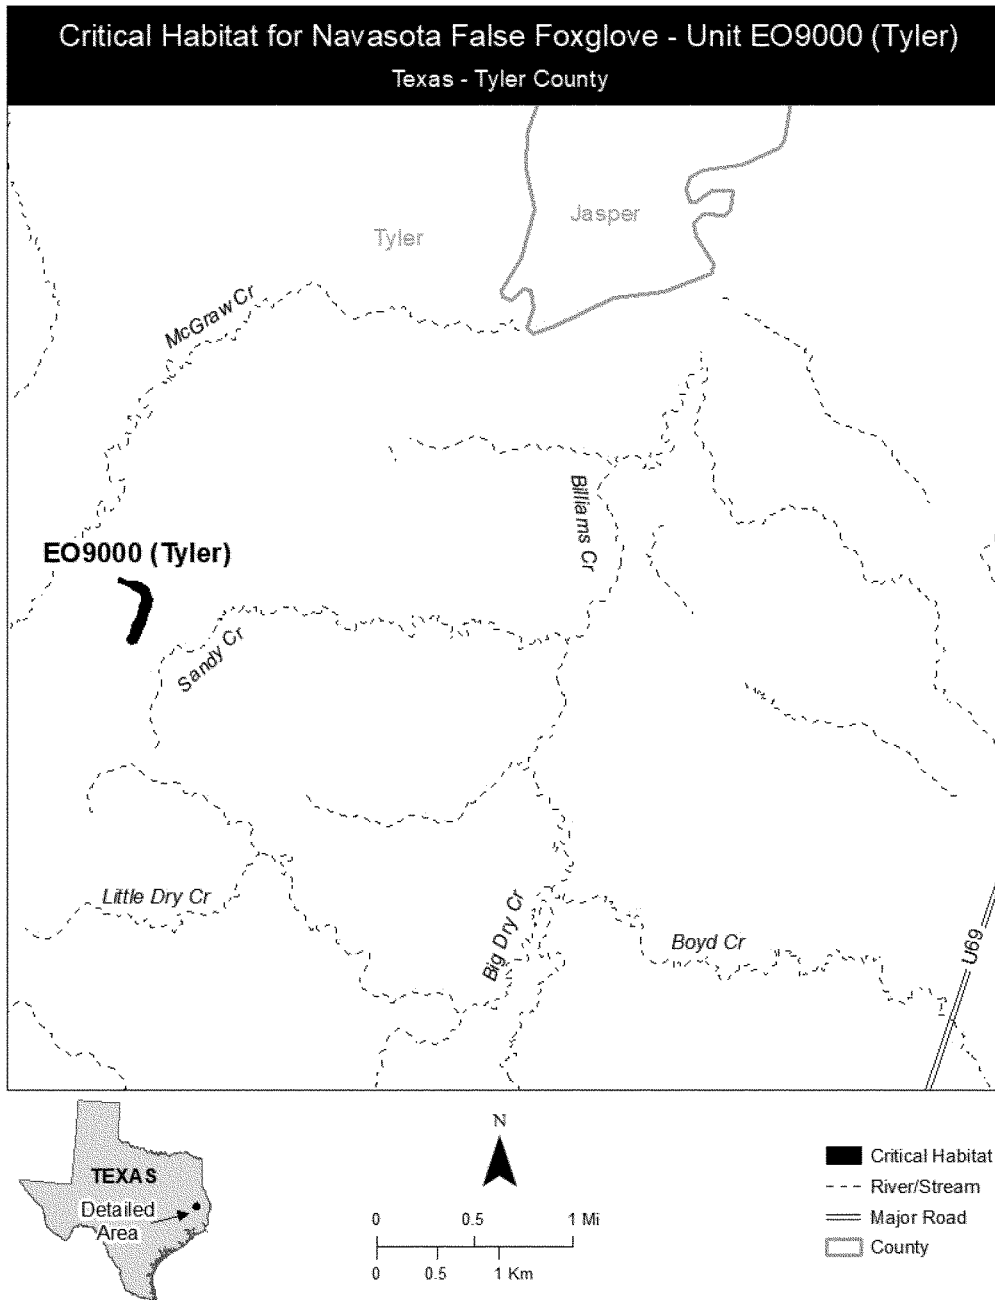 Critical Habitat for Navasota False Foxglove - Unit EO9000 (Tyler)
Texas - Tyler County
Jasper
Tyler
McGraw Cr
Billiams Cr
EO9000 (Tyler)
Sandy Cr
Little Dry Cr
Big Dry Cr
Boyd Cr
U69
TEXAS
Detailed
Area
N
0 0.5 1 Mi
0 0.5 1 Km
Critical Habitat
River/Stream
Major Road
County